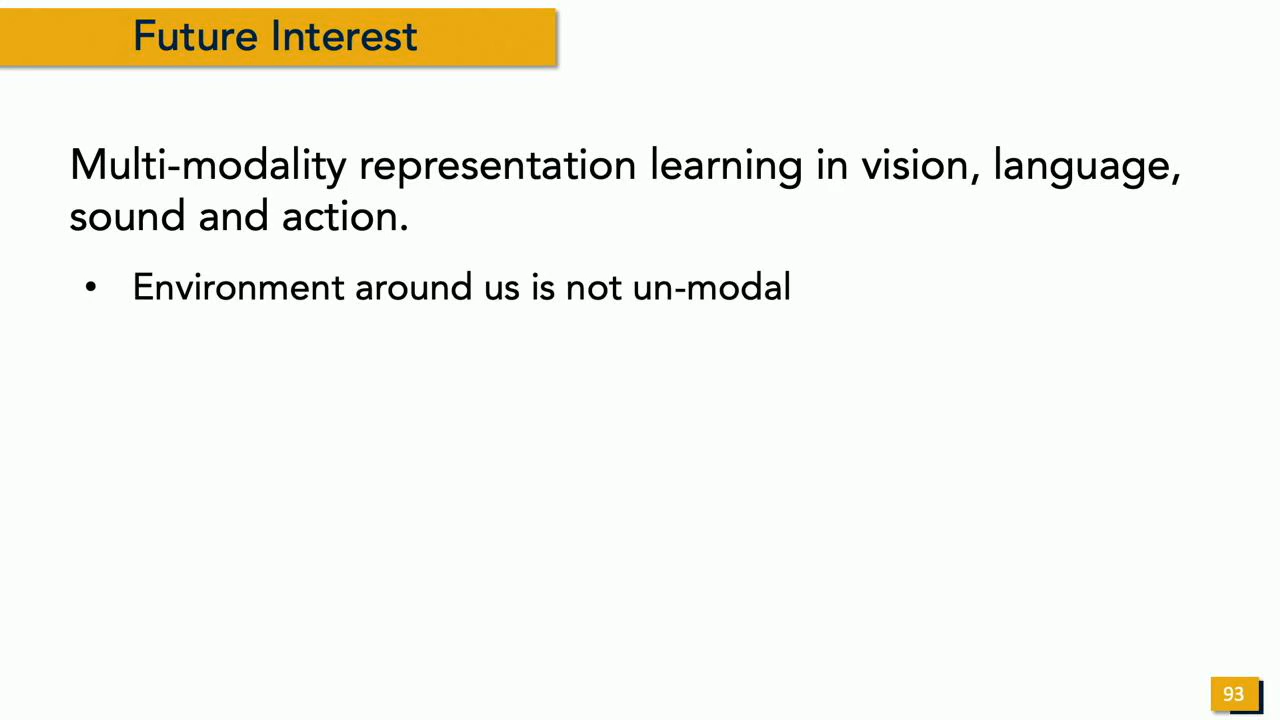 Future Interest
Multi-modality representation learning in vision, language,
sound and action.
• Environment around us is not un-modal
93